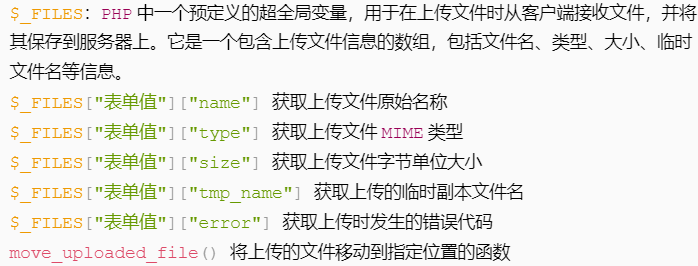 $_FILES：PHP 中一个预定义的超全局变量，用于在上传文件时从客户端接收文件，并将
其保存到服务器上。它是一个包含上传文件信息的数组，包括文件名、类型、大小、临时
文件名等信息。
$_FILES["表单值"]["name"] 获取上传文件原始名称
$_FILES["表单值"]["type"] 获取上传文件 MIME 类型
$_FILES["表单值"]["size"] 获取上传文件字节单位大小
$_FILES["表单值"]["tmp_name"] 获取上传的临时副本文件名
$_FILES["表单值"]["error"] 获取上传时发生的错误代码
move_uploaded_file() 将上传的文件移动到指定位置的函数